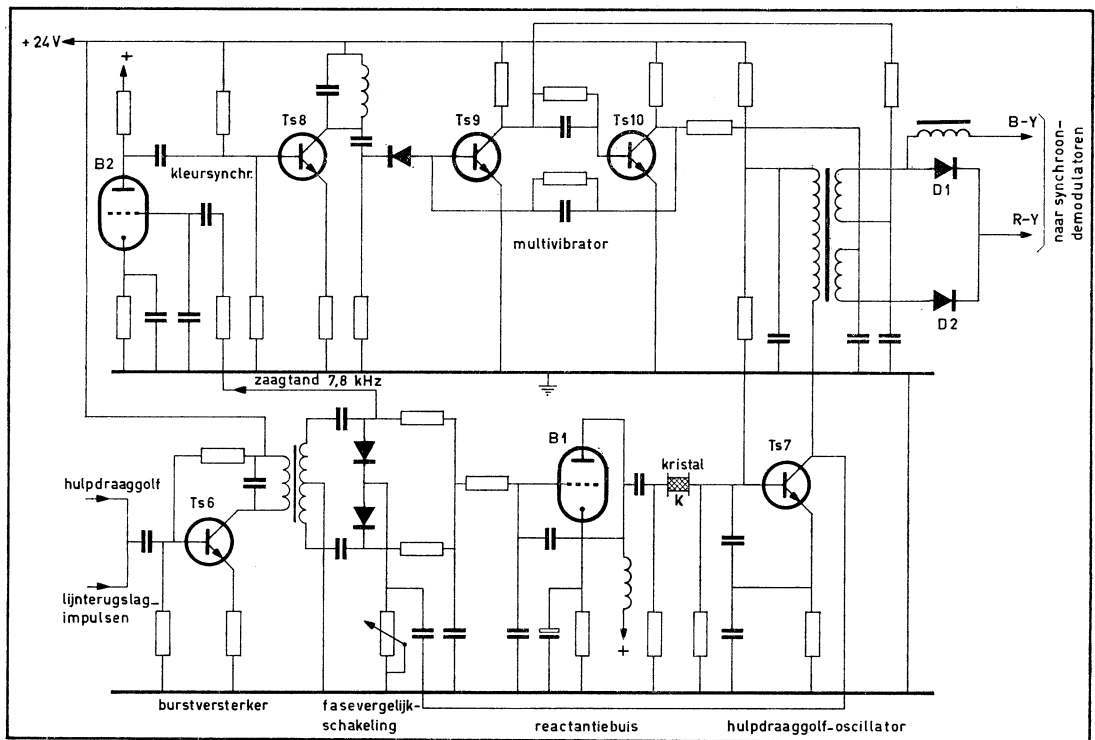 + 24V
+
Ts8
Ts9
Ts10
B-Y
B2
kleursynchr.
D1
R-Y
multivibrator
naar synchroon-
demodulatoren
D2
zaagtand 7,8 kHz
B1
Ts7
hulpdraaggolf
Ts6
kristal
K
lijnterugslag-
impulsen
+
burstversterker
fasevergelijk-
schakeling
reactantiebuis
hulpdraaggolf-oscillator